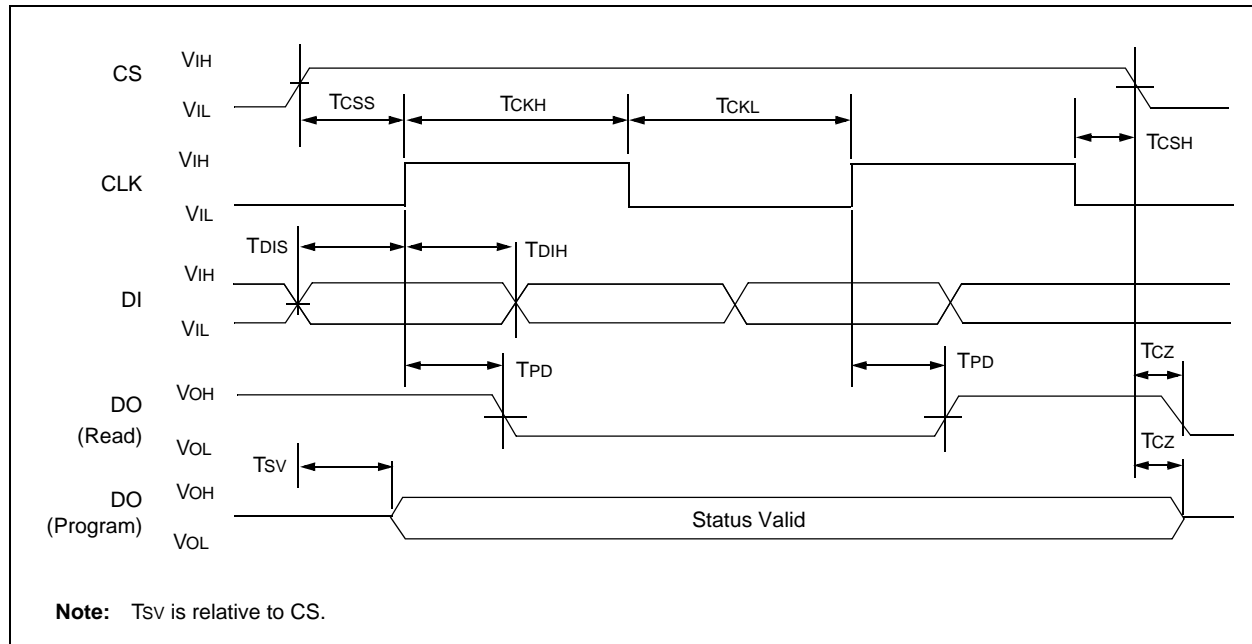 CS
VIH
VIL
TCSS
TCKH
TCKL
TCSH
CLK
VIH
VIL
TDIS
TDIH
DI
VIH
VIL
TPD
TPD
TCZ
DO
(Read)
VOH
VOL
TSV
TCZ
DO
(Program)
VOH
VOL
Status Valid
Note: TSV is relative to CS.